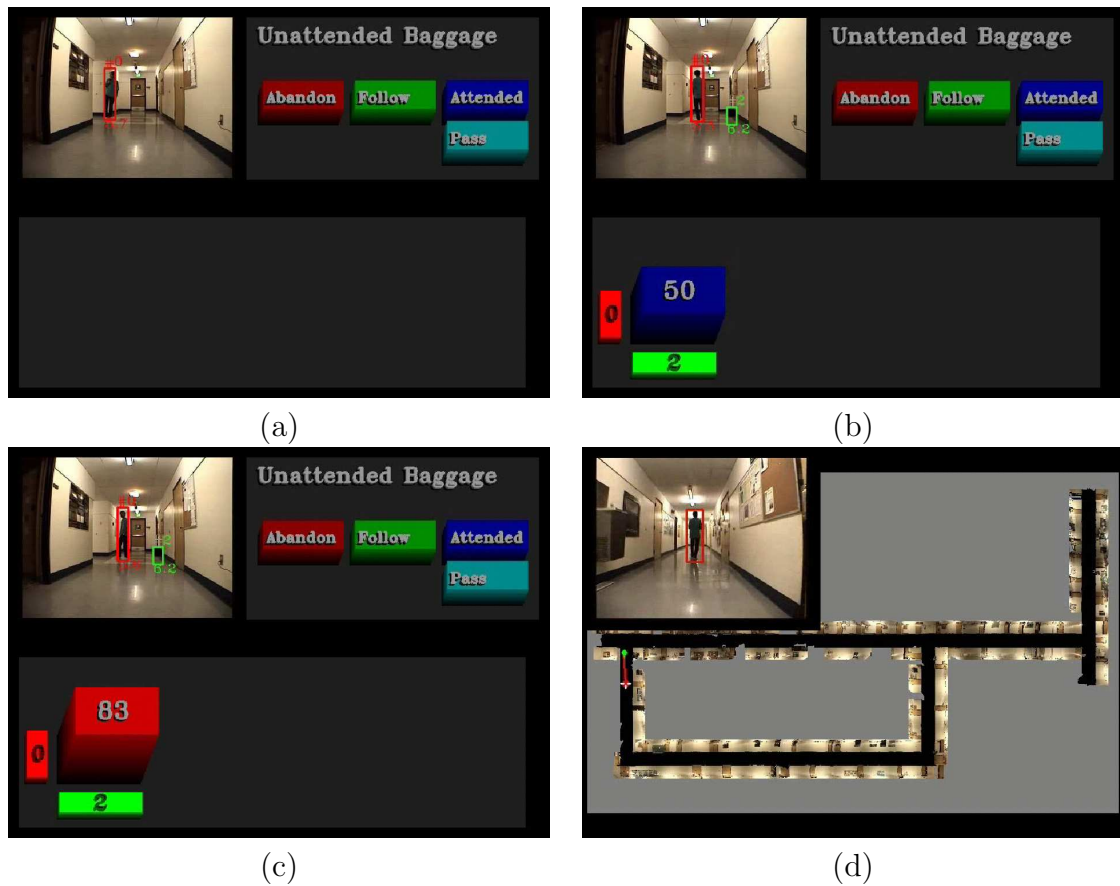 Unattended Baggage
Abandon Follow Attended
Pass
(a)
Unattended Baggage
Abandon Follow Attended
Pass
50
0
2
(b)
Unattended Baggage
Abandon Follow Attended
Pass
83
0
2
(c)
(d)